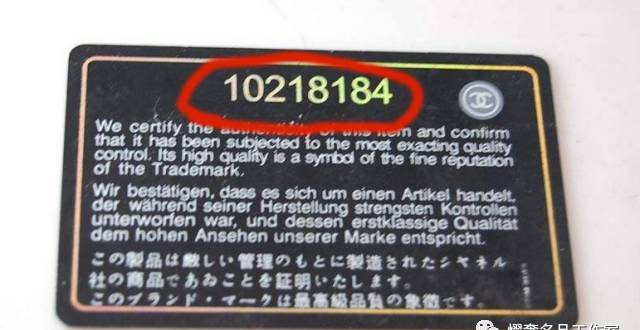 10218184
We certify the authenticity of this item and confirm
that it has been subjected to the most exacting quality
control. Its high quality is a symbol of the fine reputation
of the Trademark.
Wir bestätigen, dass es sich um einen Artikel handelt,
der während seiner Herstellung strengsten Kontrollen
unterworfen war, und dessen erstklassige Qualität
dem hohen Ansehen unserer Marke entspricht.
この製品は厳しい管理のもとに製造されたシヤネル
社の商品であることを証明いたします。
このブランド・マークは最高級品質の象徴です。